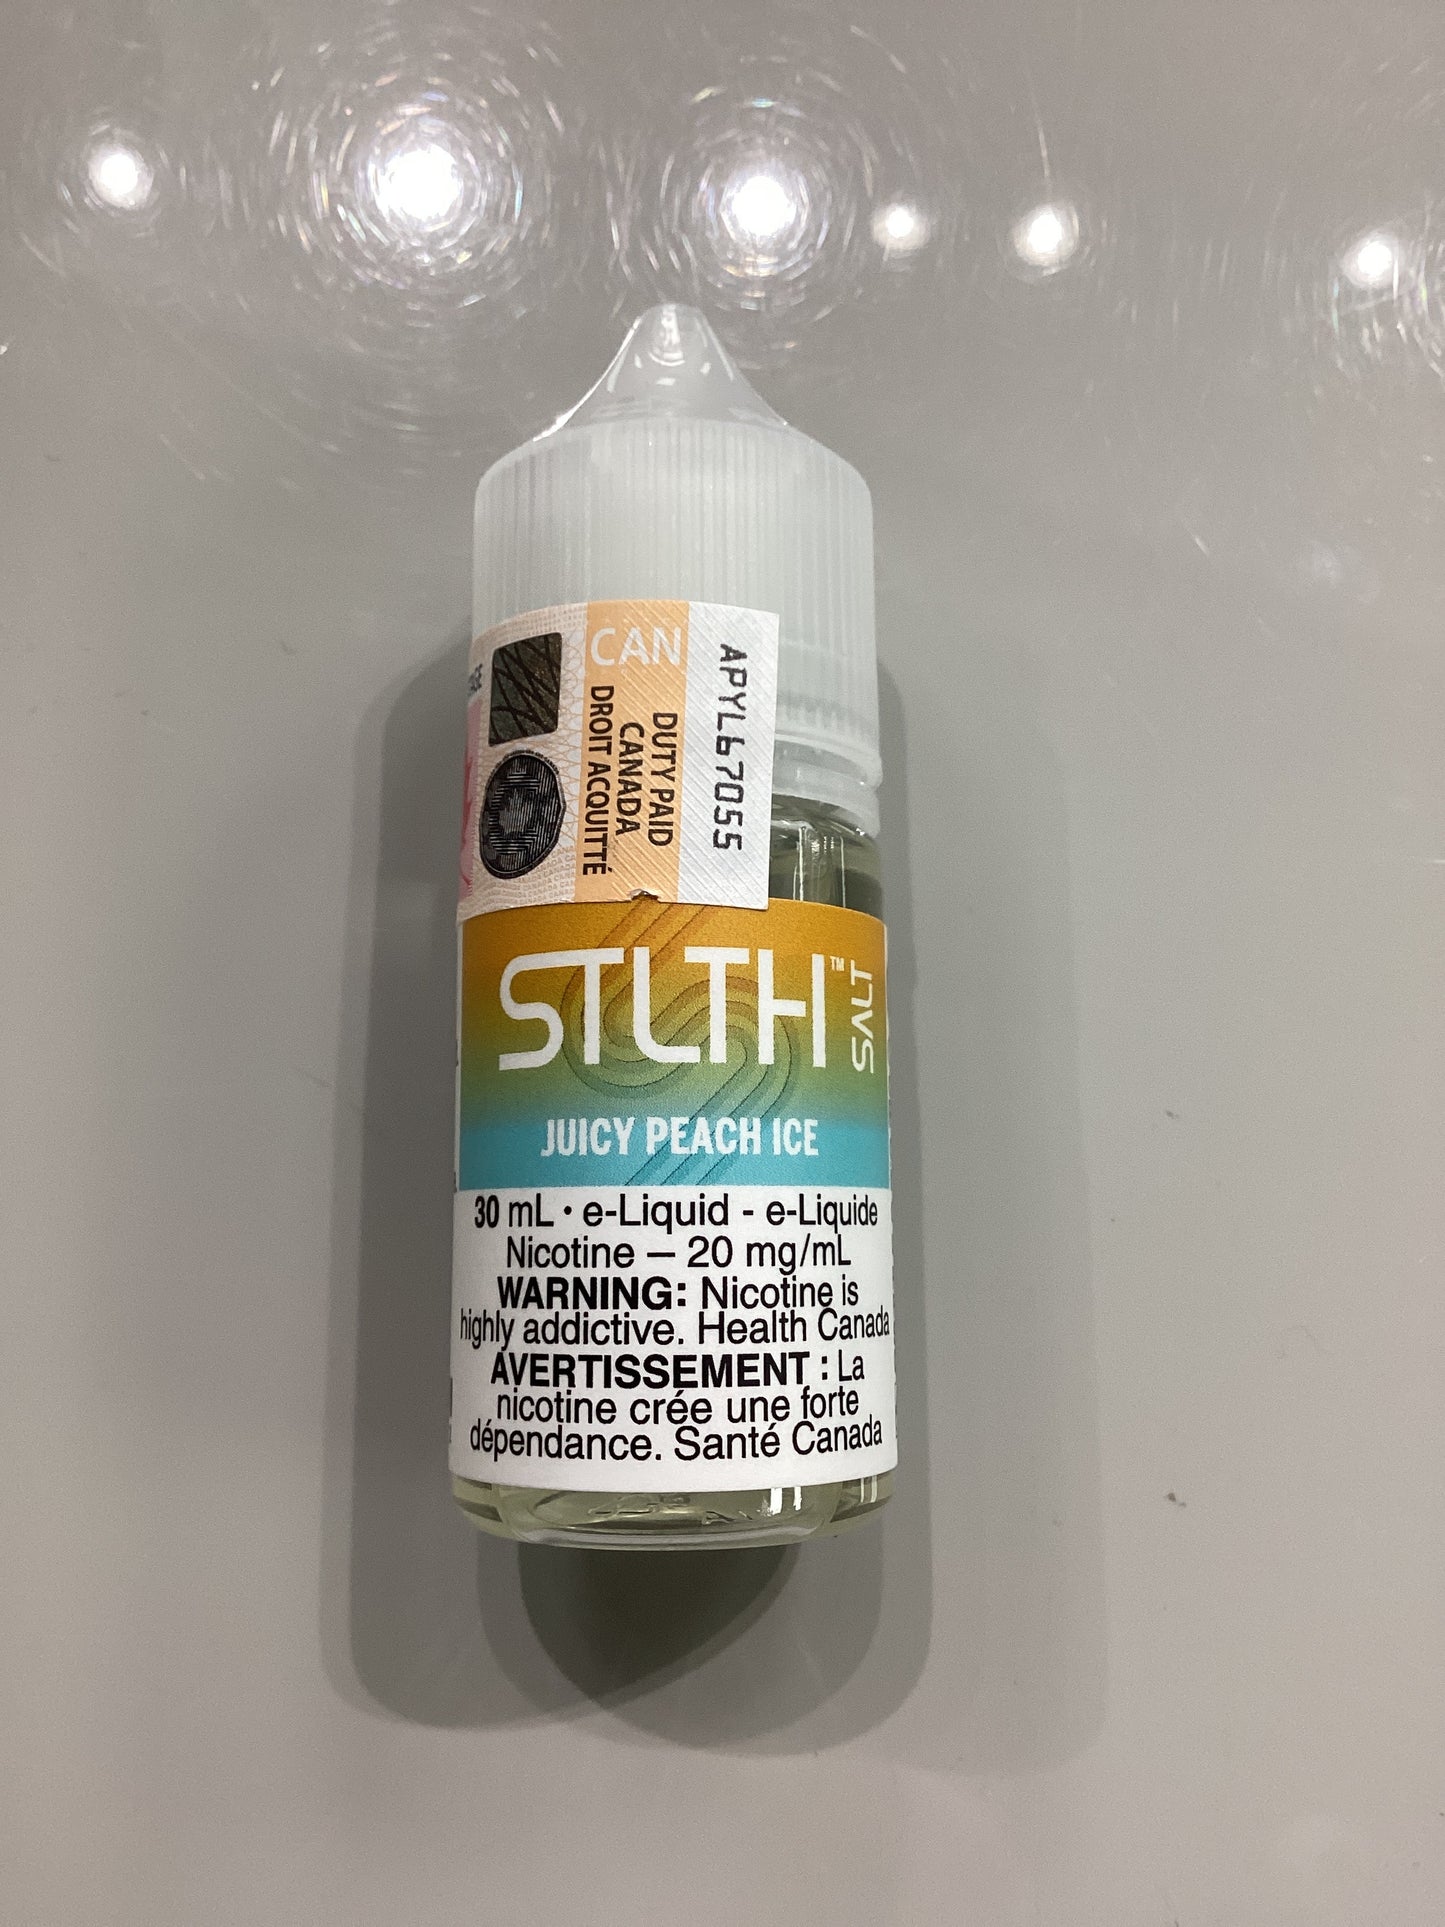 CAN
DUTY PAID
CANADA
DROIT ACQUITTÉ
APYL67055
STLTH™ SALT
JUICY PEACH ICE
30 mL • e-Liquid - e-Liquide
Nicotine — 20 mg/mL
WARNING: Nicotine is
highly addictive. Health Canada
AVERTISSEMENT : La
nicotine crée une forte
dépendance. Santé Canada